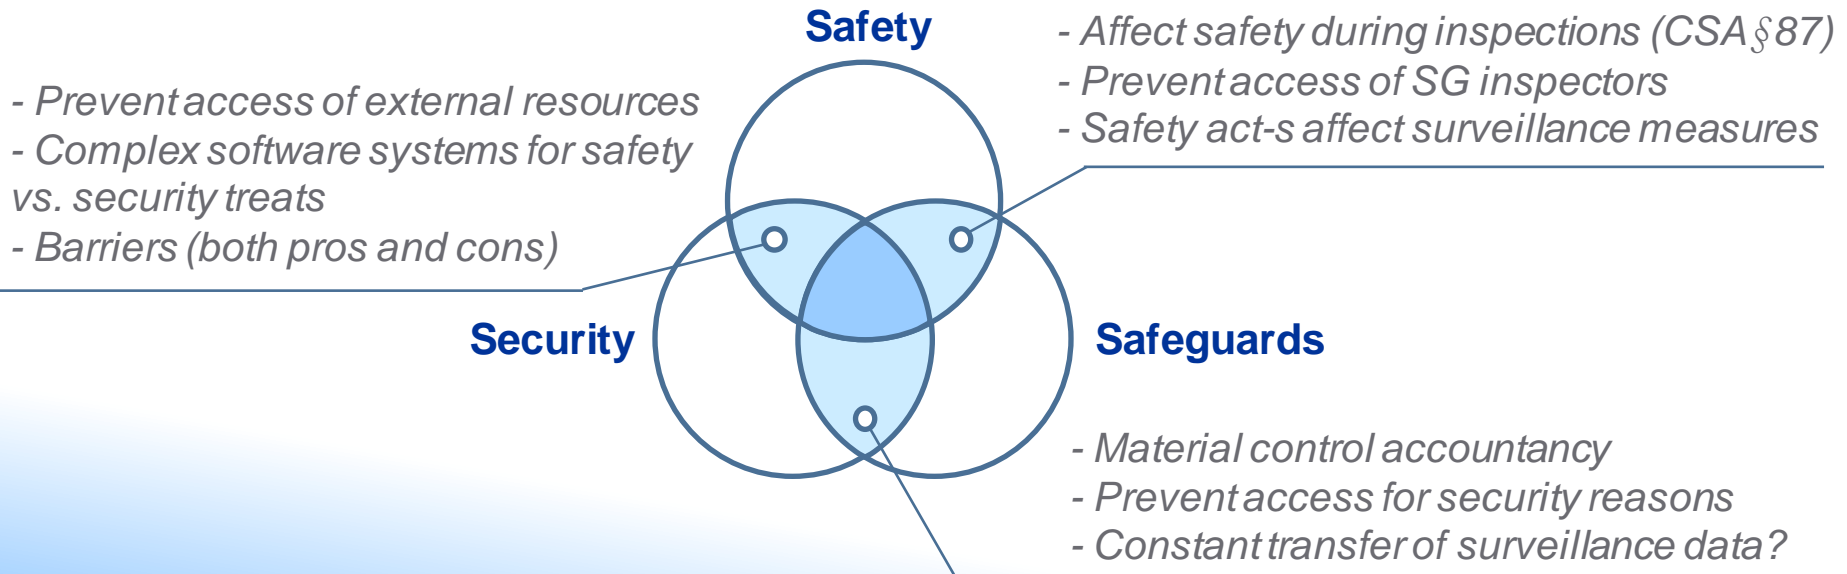 Safety
- Affect safety during inspections (CSA§87)
- Prevent access of SG inspectors
- Safety act-s affect surveillance measures
- Prevent access of external resources
- Complex software systems for safety
vs. security treats
- Barriers (both pros and cons)
Security
Safeguards
- Material control accountancy
- Prevent access for security reasons
- Constant transfer of surveillance data?